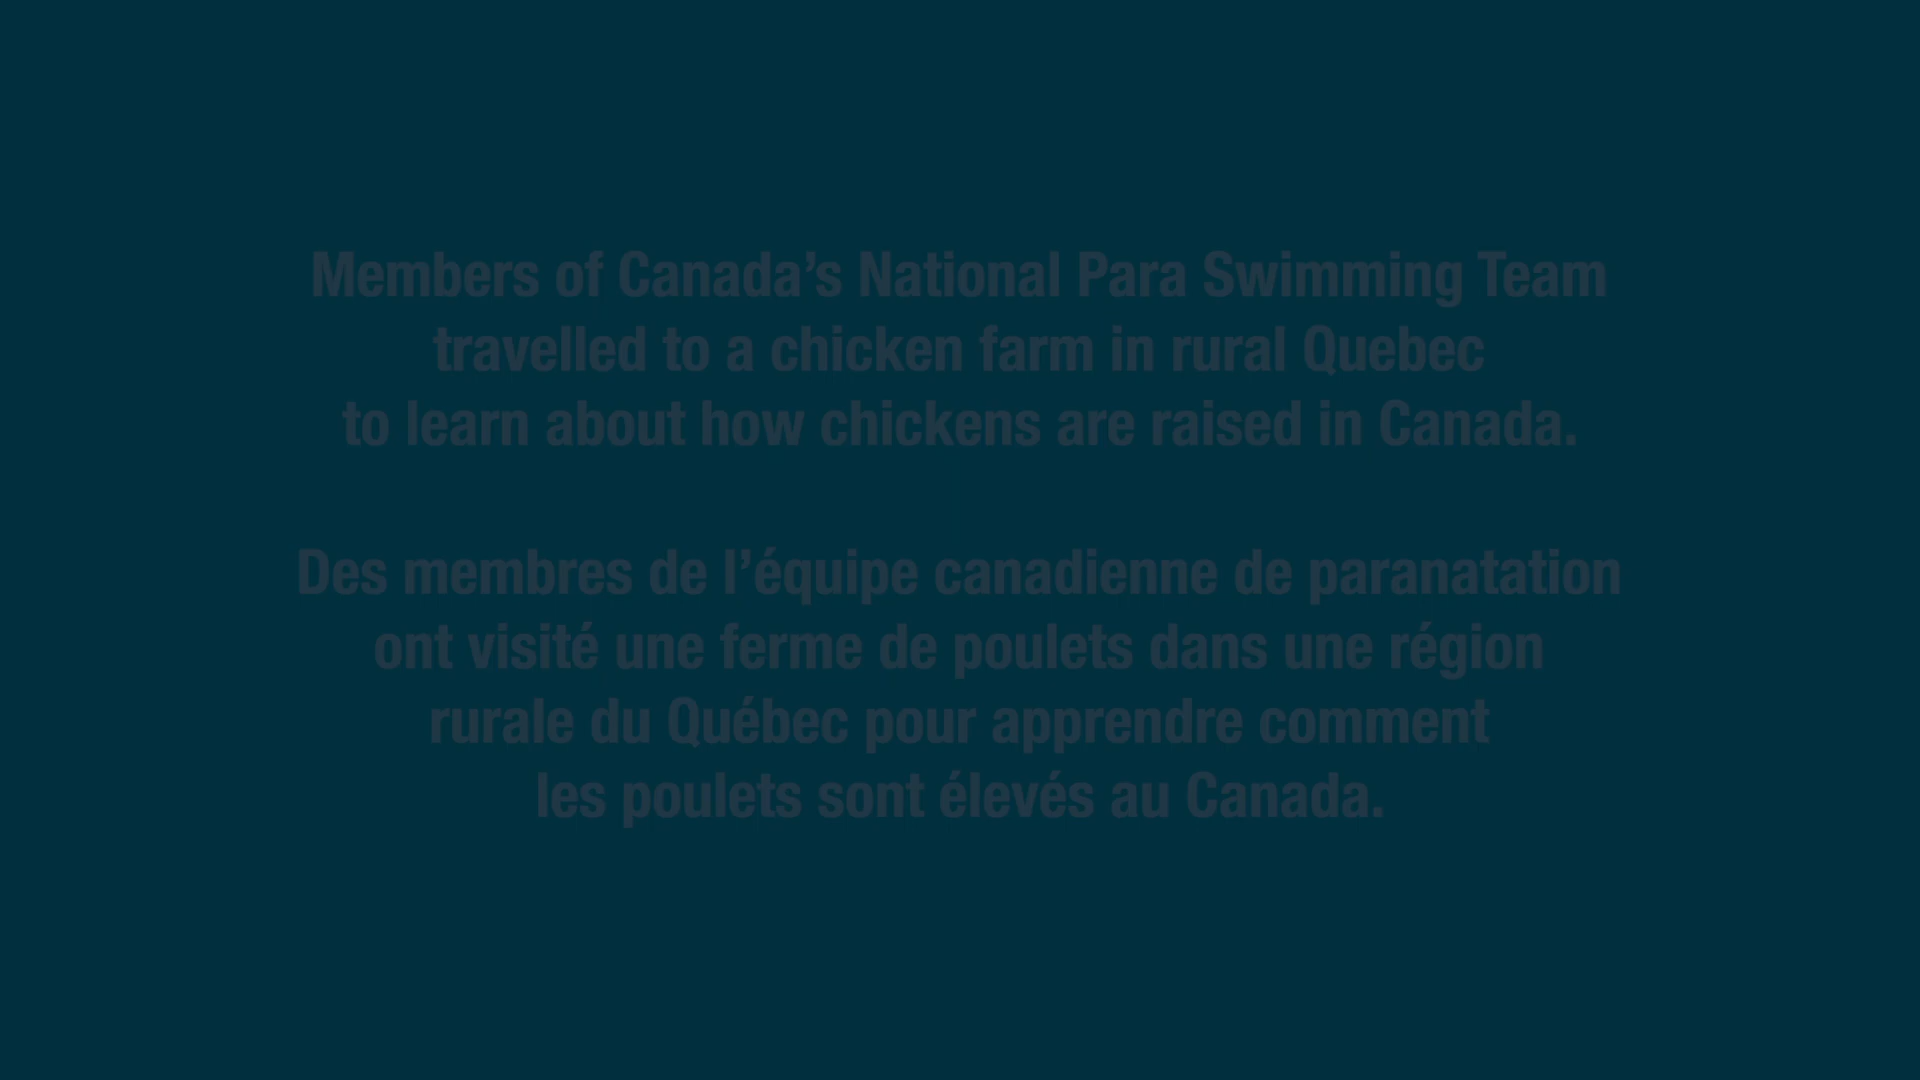 Members of Canada’s National Para Swimming Team
travelled to a chicken farm in rural Quebec
to learn about how chickens are raised in Canada.
Des membres de l’équipe canadienne de paranatation
ont visité une ferme de poulets dans une région
rurale du Québec pour apprendre comment
les poulets sont élevés au Canada.